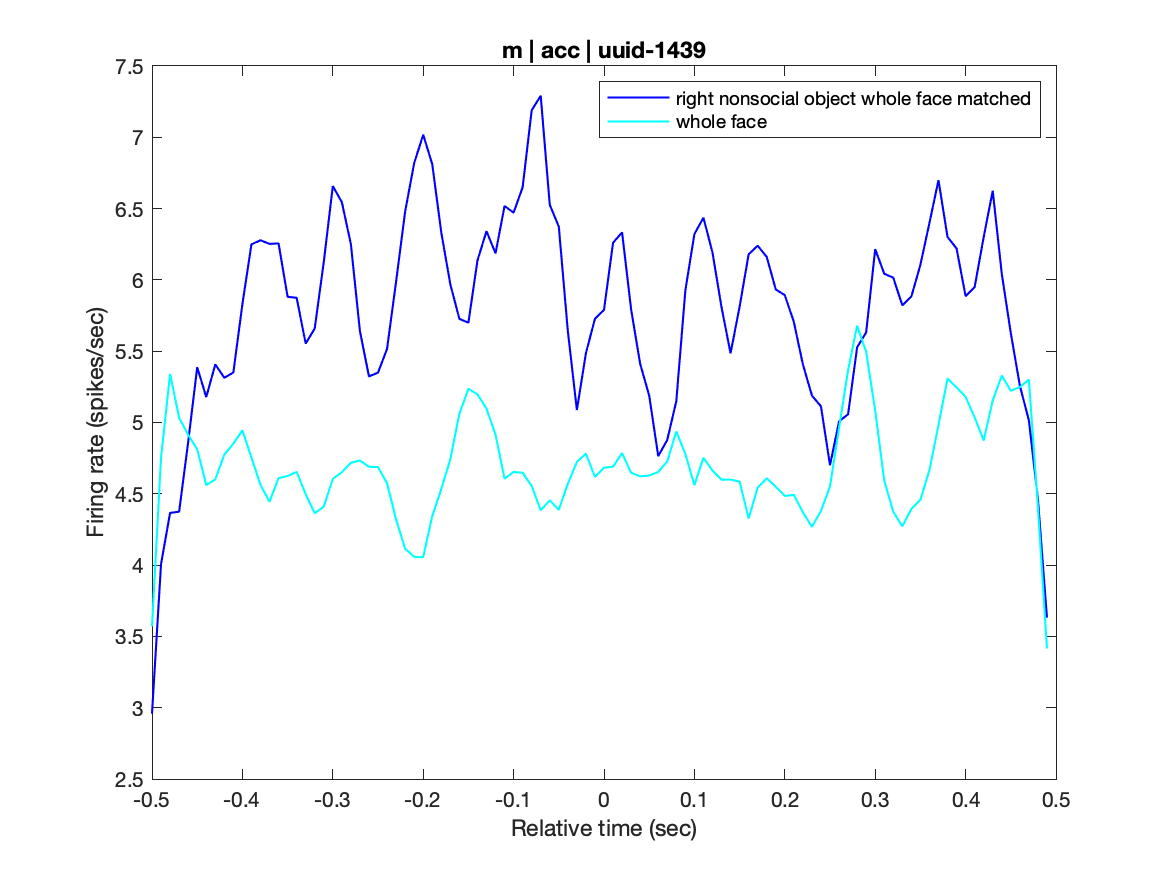 m | acc | uuid-1439
7.5
7
6.5
6
5.5
5
4.5
4
3.5
3
2.5
Firing rate (spikes/sec)
right nonsocial object whole face matched
whole face
-0.5 -0.4 -0.3 -0.2 -0.1 0 0.1 0.2 0.3 0.4 0.5
Relative time (sec)